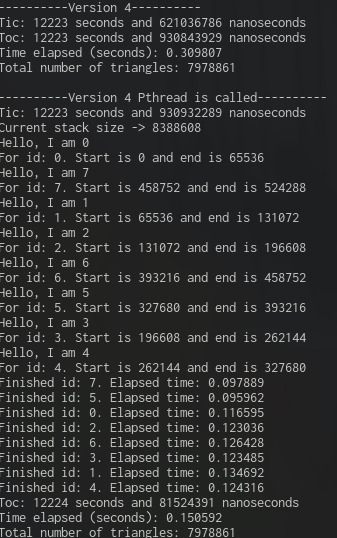 ----------Version 4----------
Tic: 12223 seconds and 621036786 nanoseconds
Toc: 12223 seconds and 930843929 nanoseconds
Time elapsed (seconds): 0.309807
Total number of triangles: 7978861

----------Version 4 Pthread is called----------
Tic: 12223 seconds and 930932289 nanoseconds
Current stack size -> 8388608
Hello, I am 0
For id: 0. Start is 0 and end is 65536
Hello, I am 7
For id: 7. Start is 458752 and end is 524288
Hello, I am 1
For id: 1. Start is 65536 and end is 131072
Hello, I am 2
For id: 2. Start is 131072 and end is 196608
Hello, I am 6
For id: 6. Start is 393216 and end is 458752
Hello, I am 5
For id: 5. Start is 327680 and end is 393216
Hello, I am 3
For id: 3. Start is 196608 and end is 262144
Hello, I am 4
For id: 4. Start is 262144 and end is 327680
Finished id: 7. Elapsed time: 0.097889
Finished id: 5. Elapsed time: 0.095962
Finished id: 0. Elapsed time: 0.116595
Finished id: 2. Elapsed time: 0.123036
Finished id: 6. Elapsed time: 0.126428
Finished id: 3. Elapsed time: 0.123485
Finished id: 1. Elapsed time: 0.134692
Finished id: 4. Elapsed time: 0.124316
Toc: 12224 seconds and 81524391 nanoseconds
Time elapsed (seconds): 0.150592
Total number of triangles: 7978861